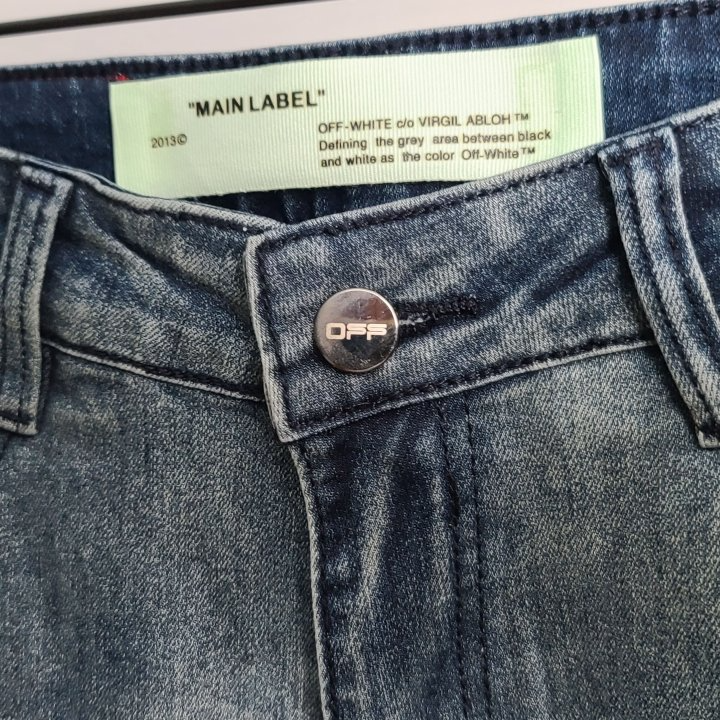 "MAIN LABEL"
2013©
OFF-WHITE c/o VIRGIL ABLOH™
Defining the grey area between black
and white as the color Off-White™
OFF